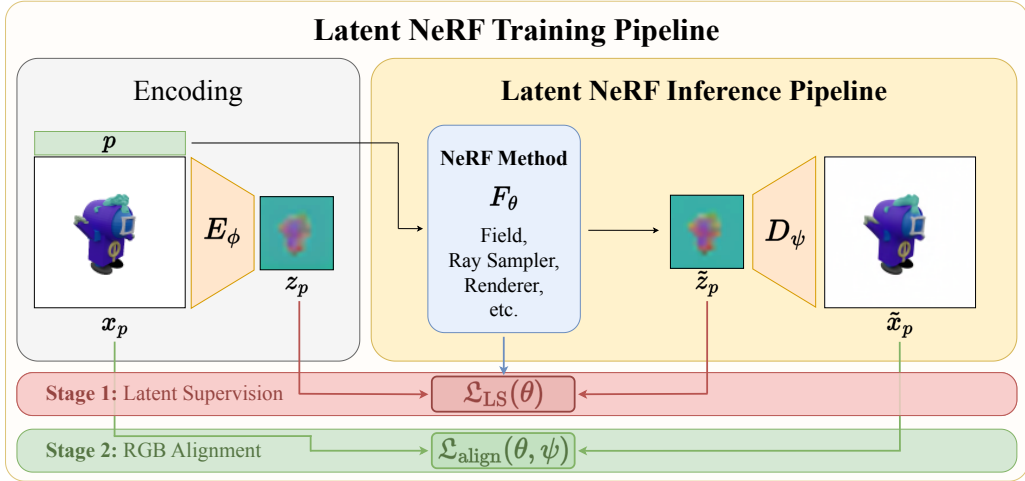 Latent NeRF Training Pipeline
Encoding
Latent NeRF Inference Pipeline
p
E_ϕ
z_p
x_p
NeRF Method
F_θ
Field,
Ray Sampler,
Renderer,
etc.
z̃_p
D_ψ
x̃_p
Stage 1: Latent Supervision
𝔏_LS(θ)
Stage 2: RGB Alignment
𝔏_align(θ, ψ)